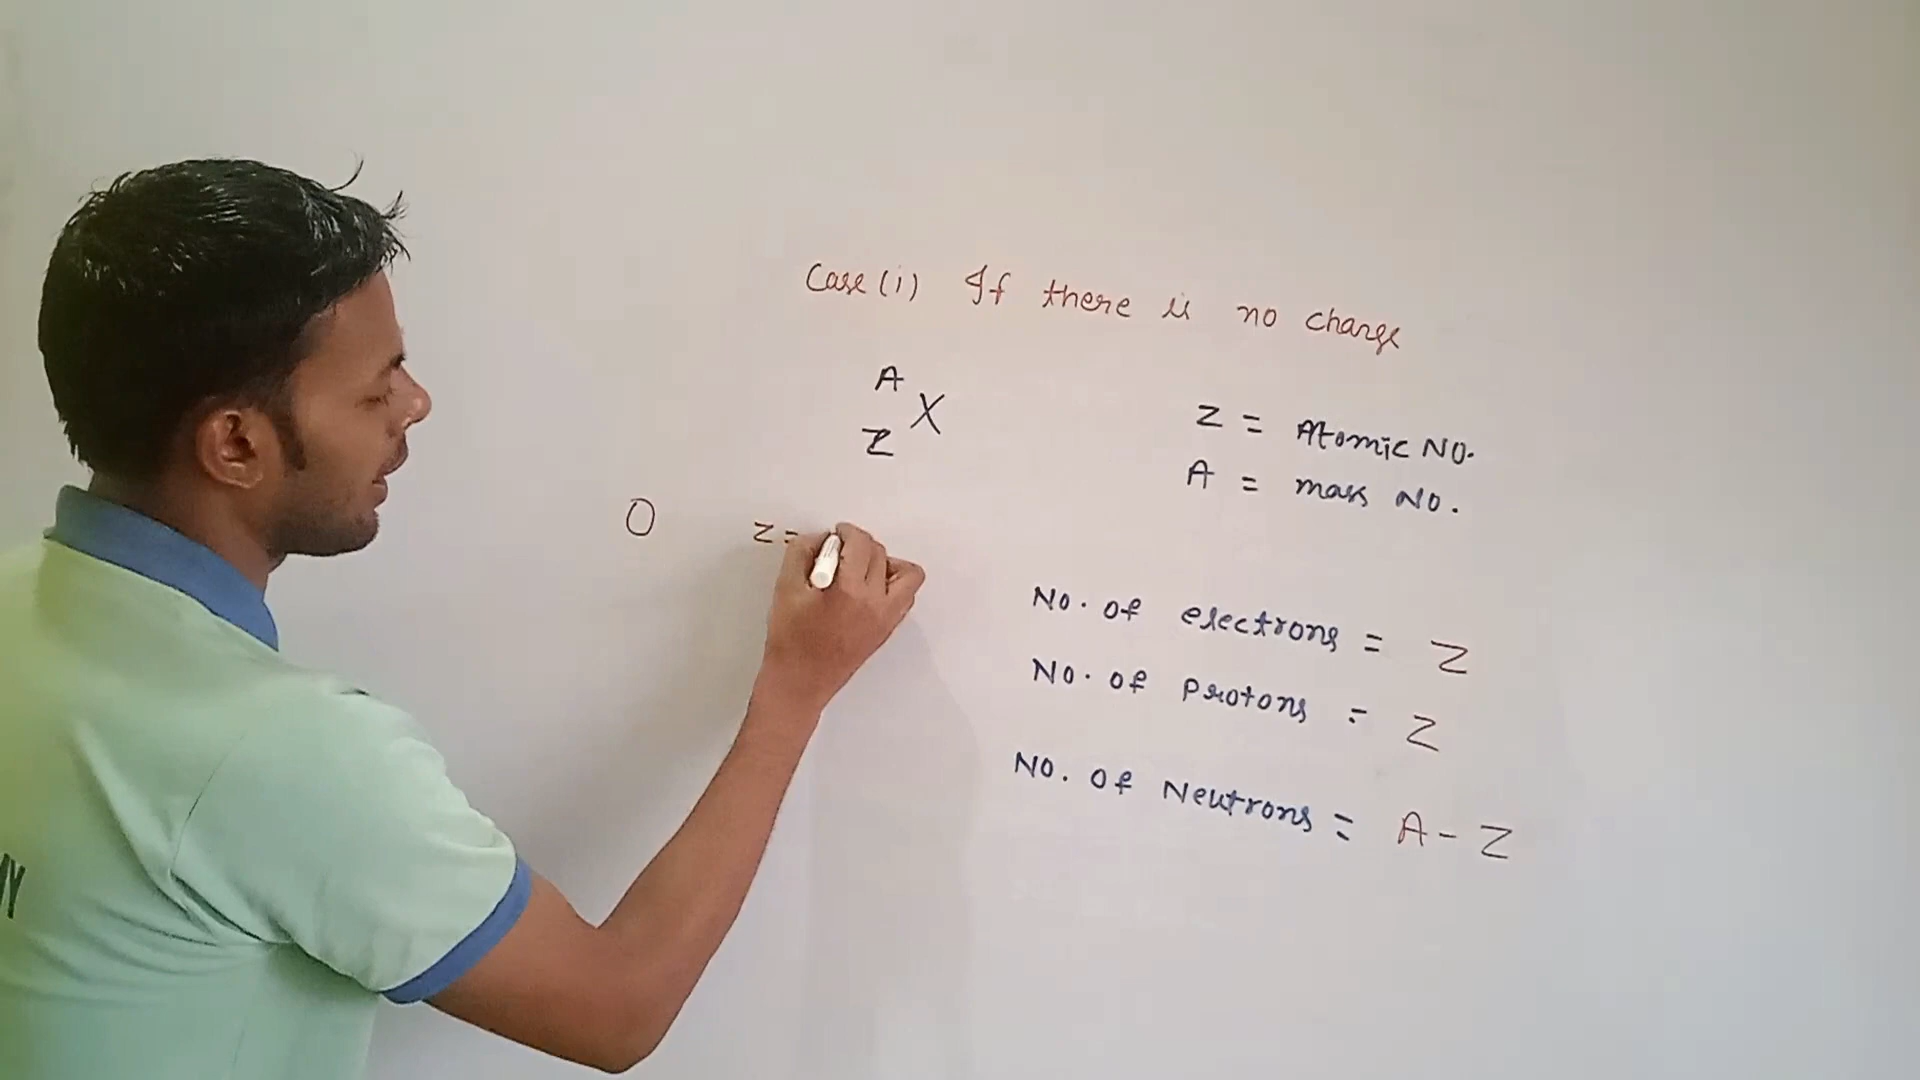 Case (i) If there is no charge
A
X
Z
Z = Atomic NO.
A = mass NO.
O Z=
No. of electrons = Z
No. of Protons = Z
No. of Neutrons = A - Z